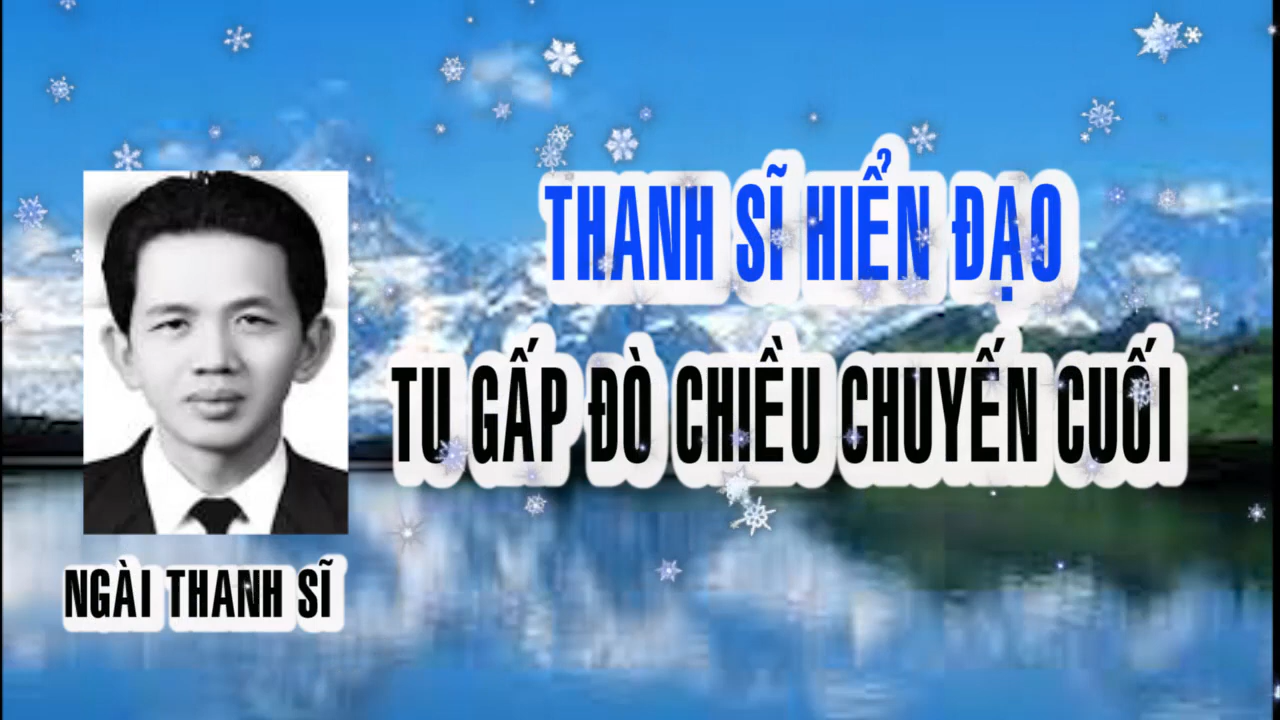 THANH SĨ HIỂN ĐẠO
TU GẤP ĐÒ CHIỀU CHUYẾN CUỐI
NGÀI THANH SĨ